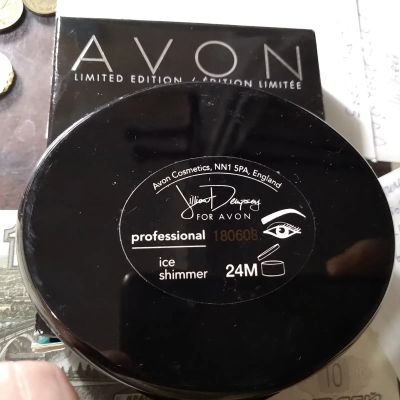 AVON
LIMITED EDITION / ÉDITION LIMITÉE
Avon Cosmetics, NN1 5PA, England
Jillian Dempsey
FOR AVON
professional 180608
ice
shimmer
24M
10